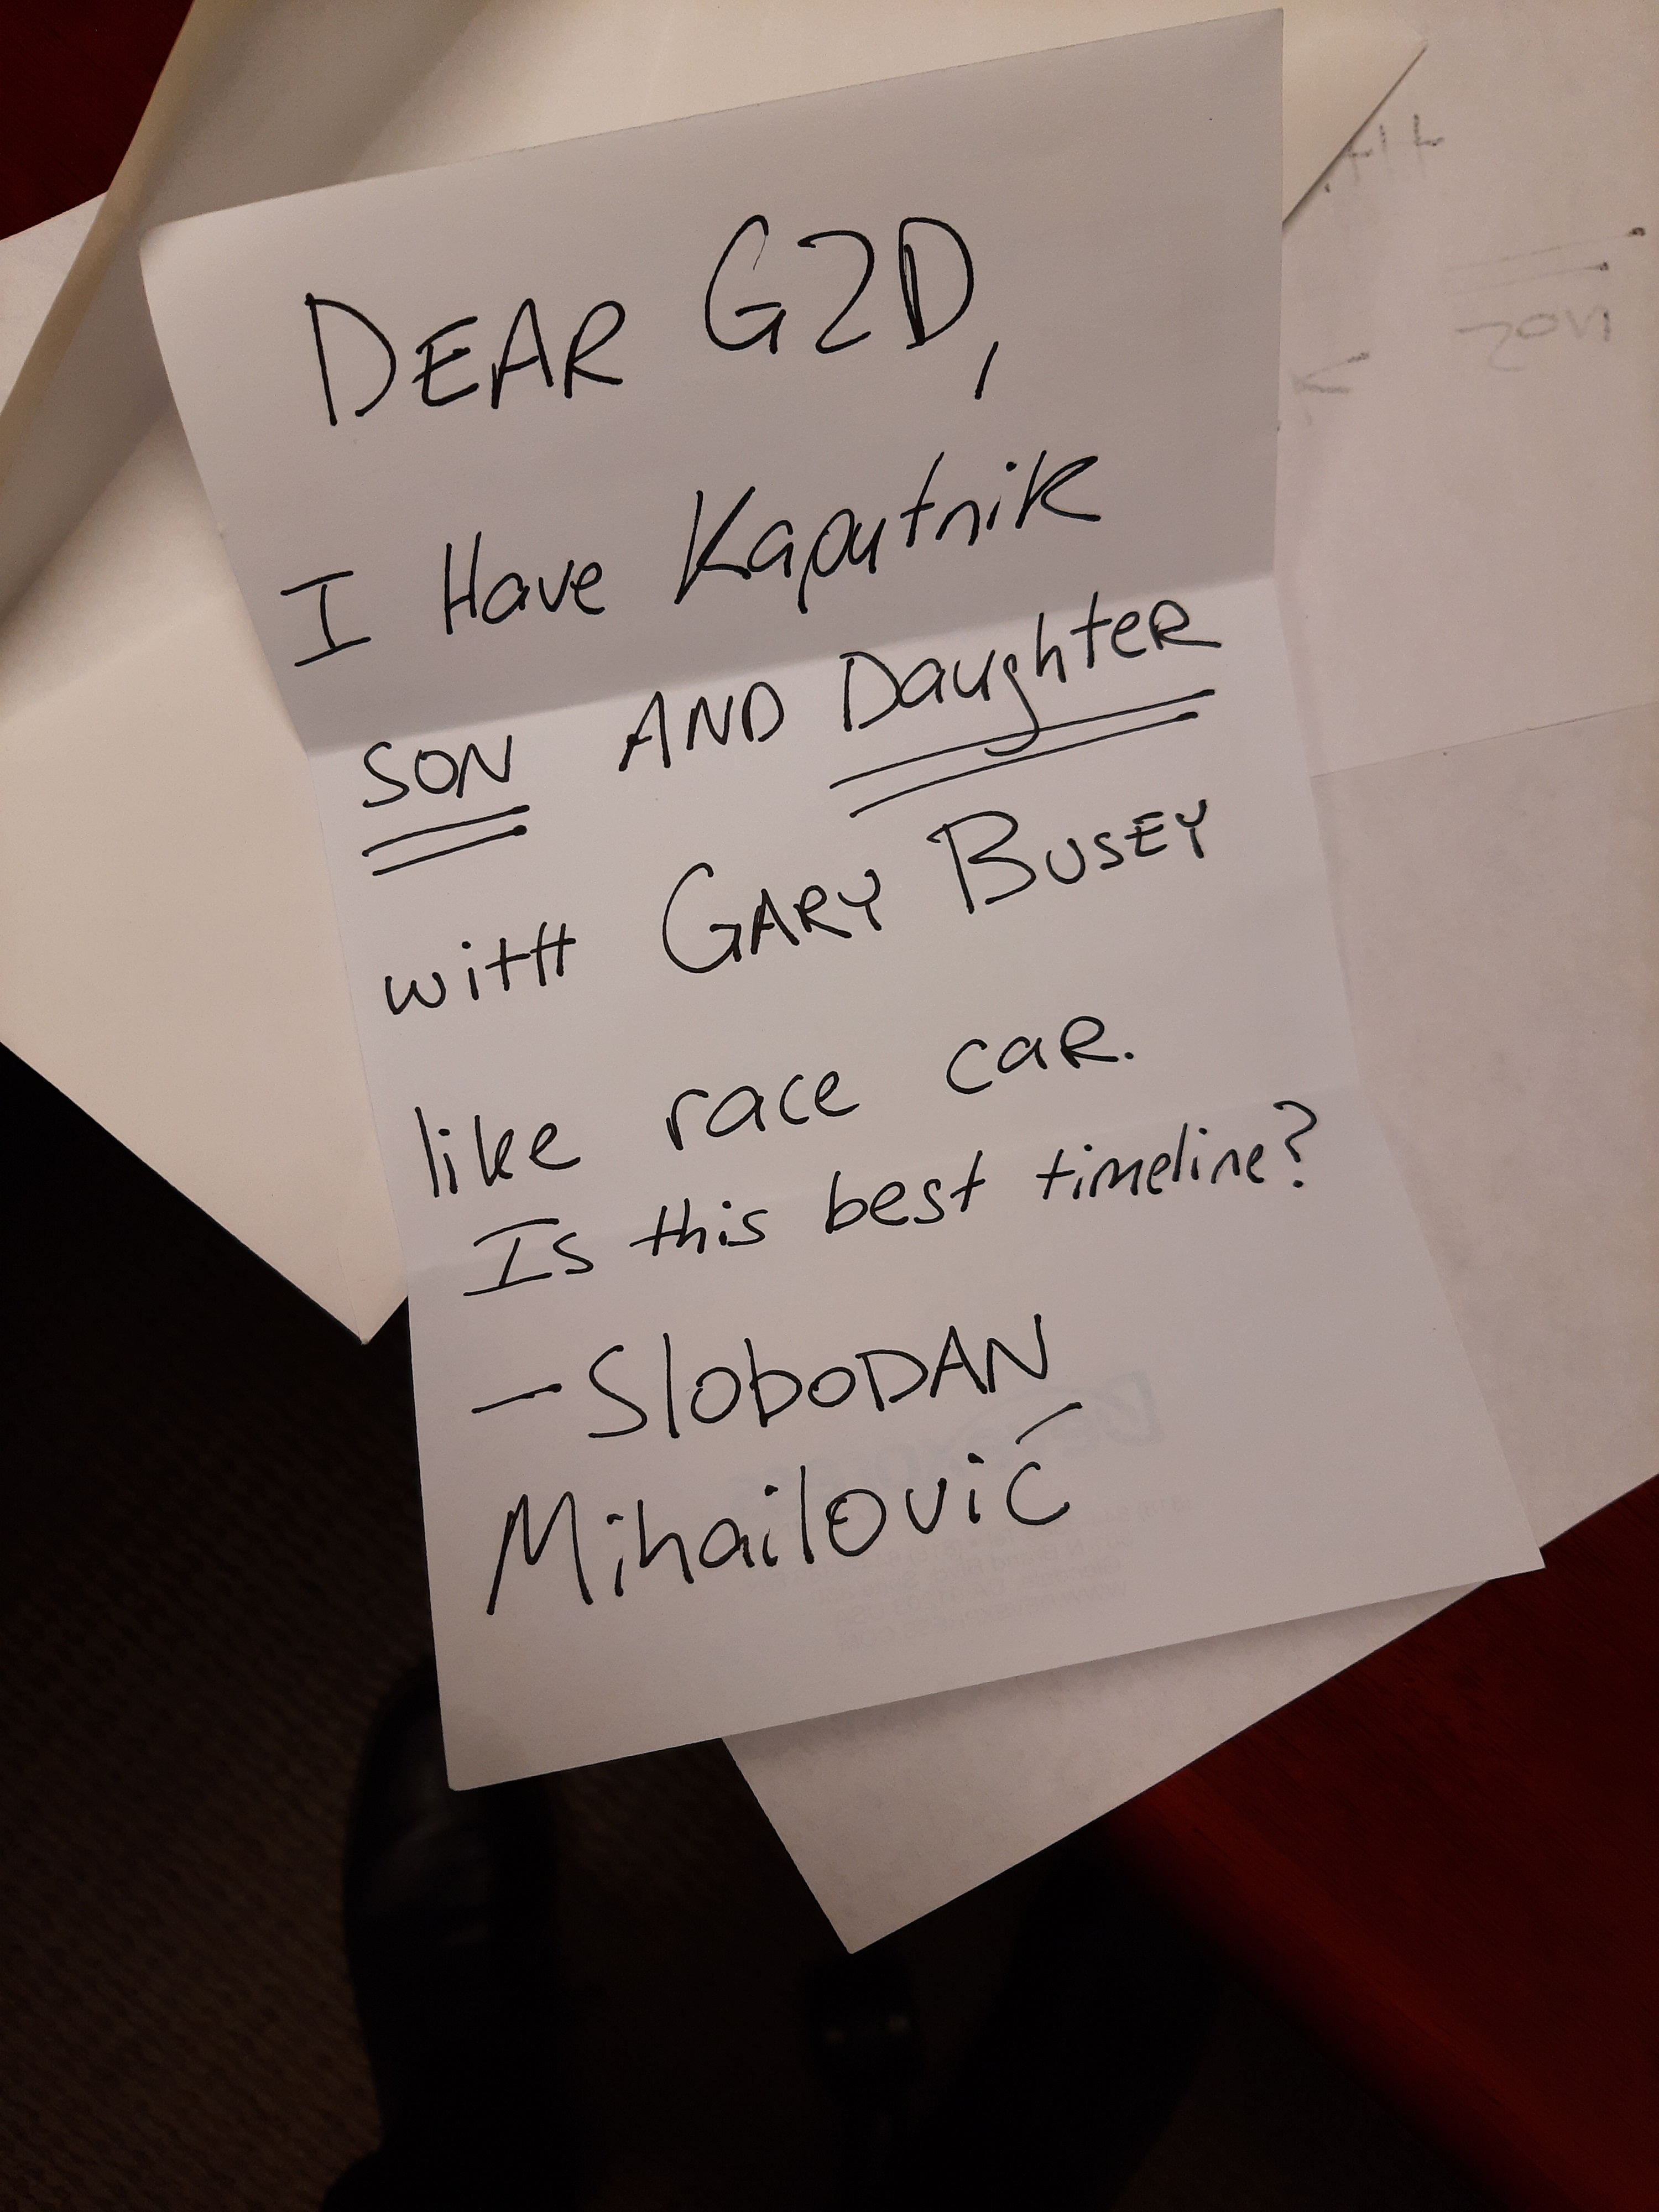 DEAR G2D,
I Have Kaputnik
SON AND DaughteR
witH GARY BUSEY
like race caR.
Is this best timeline?
—SloboDAN
Mihailović